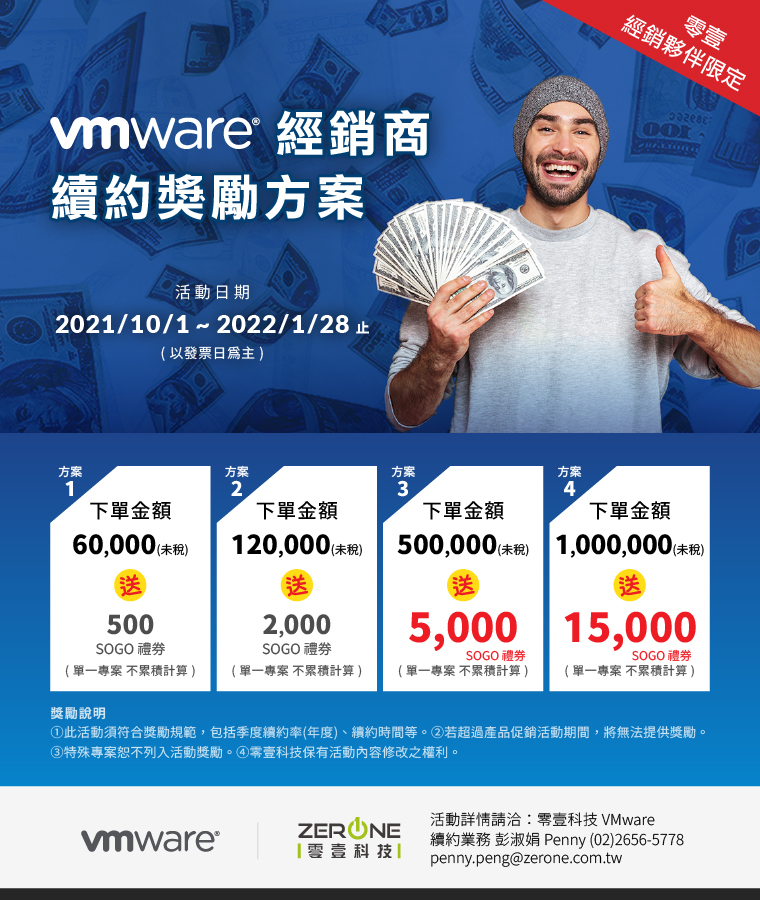 零壹
經銷夥伴限定
vmware® 經銷商
續約獎勵方案
活動日期
2021/10/1 ~ 2022/1/28 止
(以發票日為主)
方案
1
下單金額
60,000(未稅)
送
500
SOGO 禮券
(單一專案 不累積計算)
方案
2
下單金額
120,000(未稅)
送
2,000
SOGO 禮券
(單一專案 不累積計算)
方案
3
下單金額
500,000(未稅)
送
5,000
SOGO 禮券
(單一專案 不累積計算)
方案
4
下單金額
1,000,000(未稅)
送
15,000
SOGO 禮券
(單一專案 不累積計算)
獎勵說明
①此活動須符合獎勵規範，包括季度續約率(年度)、續約時間等。②若超過產品促銷活動期間，將無法提供獎勵。
③特殊專案恕不列入活動獎勵。④零壹科技保有活動內容修改之權利。
vmware®
ZERONE
零壹科技
活動詳情請洽：零壹科技 VMware
續約業務 彭淑娟 Penny (02)2656-5778
penny.peng@zerone.com.tw